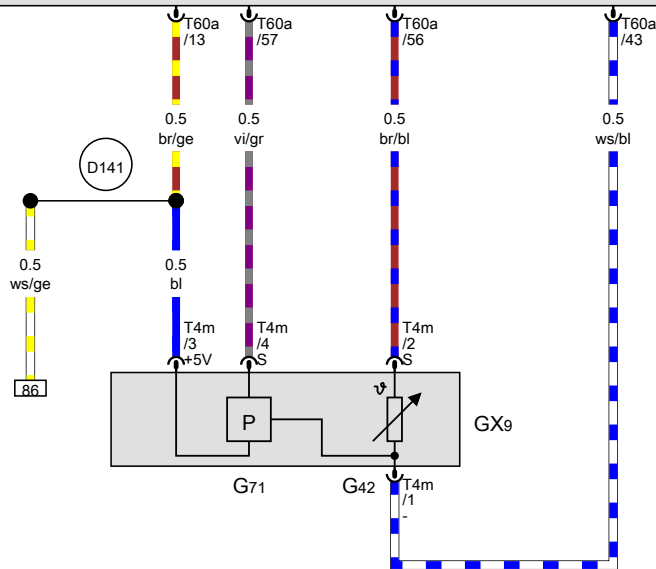 T60a
/13
T60a
/57
T60a
/56
T60a
/43
0.5
br/ge
0.5
vi/gr
0.5
br/bl
0.5
ws/bl
D141
0.5
ws/ge
0.5
bl
T4m
/3
+5V
T4m
/4
S
T4m
/2
S
86
ϑ
P
GX9
G71
G42
T4m
/1
-